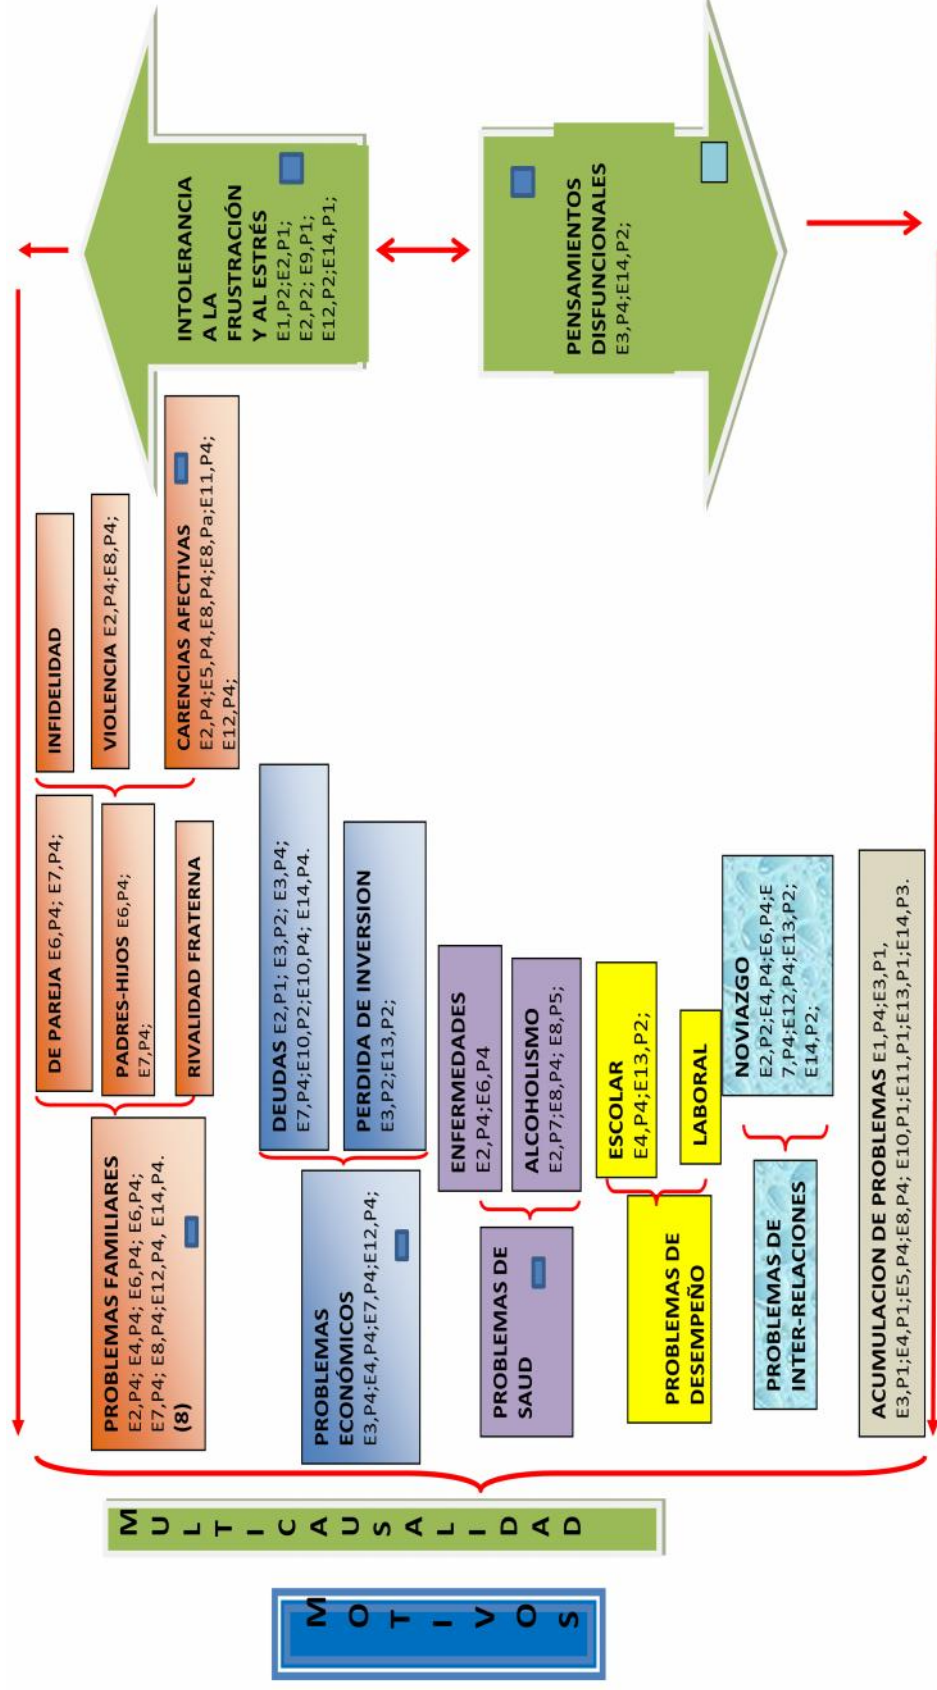 MOTIVOS
MULTICAUSALIDAD
PROBLEMAS FAMILIARES
E2,P4; E4,P4; E6,P4; E6,P4;
E7,P4; E8,P4;E12,P4, E14,P4.
(8)
DE PAREJA E6,P4; E7,P4;
PADRES-HIJOS E6,P4;
E7,P4;
RIVALIDAD FRATERNA
INFIDELIDAD
VIOLENCIA E2,P4;E8,P4;
CARENCIAS AFECTIVAS
E2,P4;E5,P4,E8,P4;E8,Pa;E11,P4;
E12,P4;
PROBLEMAS
ECONÓMICOS
E3,P4;E4,P4;E7,P4;E12,P4;
DEUDAS E2,P1; E3,P2; E3,P4;
E7,P4;E10,P2;E10,P4; E14,P4.
PERDIDA DE INVERSION
E3,P2;E13,P2;
PROBLEMAS DE
SAUD
ENFERMEDADES
E2,P4;E6,P4
ALCOHOLISMO
E2,P7;E8,P4; E8,P5;
PROBLEMAS DE
DESEMPEÑO
ESCOLAR
E4,P4;E13,P2;
LABORAL
PROBLEMAS DE
INTER-RELACIONES
NOVIAZGO
E2,P2;E4,P4;E6,P4;E
7,P4;E12,P4;E13,P2;
E14,P2;
ACUMULACION DE PROBLEMAS E1,P4;E3,P1,
E3,P1;E4,P1;E5,P4;E8,P4; E10,P1;E11,P1;E13,P1;E14,P3.
INTOLERANCIA
A LA
FRUSTRACIÓN
Y AL ESTRÉS
E1,P2;E2,P1;
E2,P2; E9,P1;
E12,P2;E14,P1;
PENSAMIENTOS
DISFUNCIONALES
E3,P4;E14,P2;